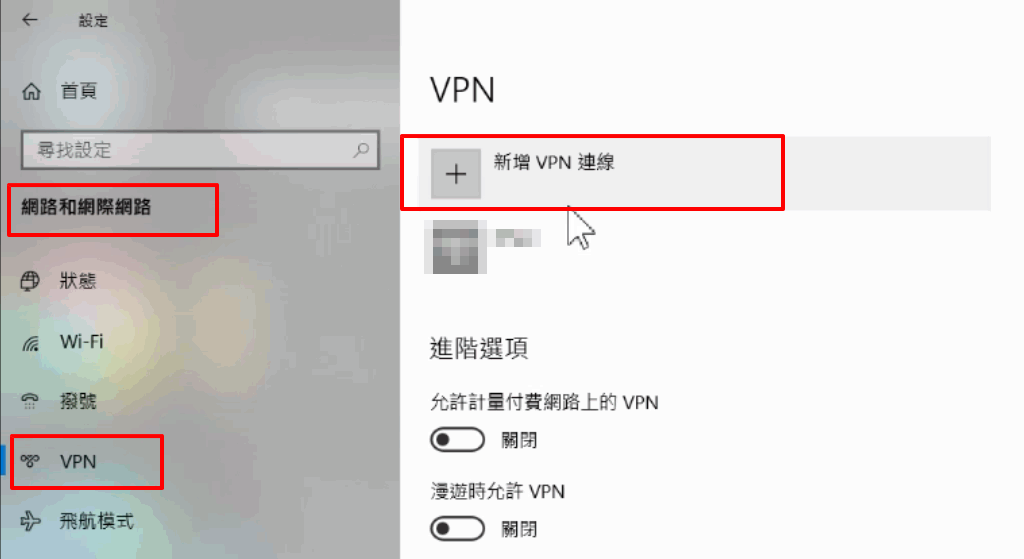 設定
首頁
尋找設定
網路和網際網路
狀態
Wi-Fi
撥號
VPN
飛航模式
VPN
新增 VPN 連線
進階選項
允許計量付費網路上的 VPN
關閉
漫遊時允許 VPN
關閉